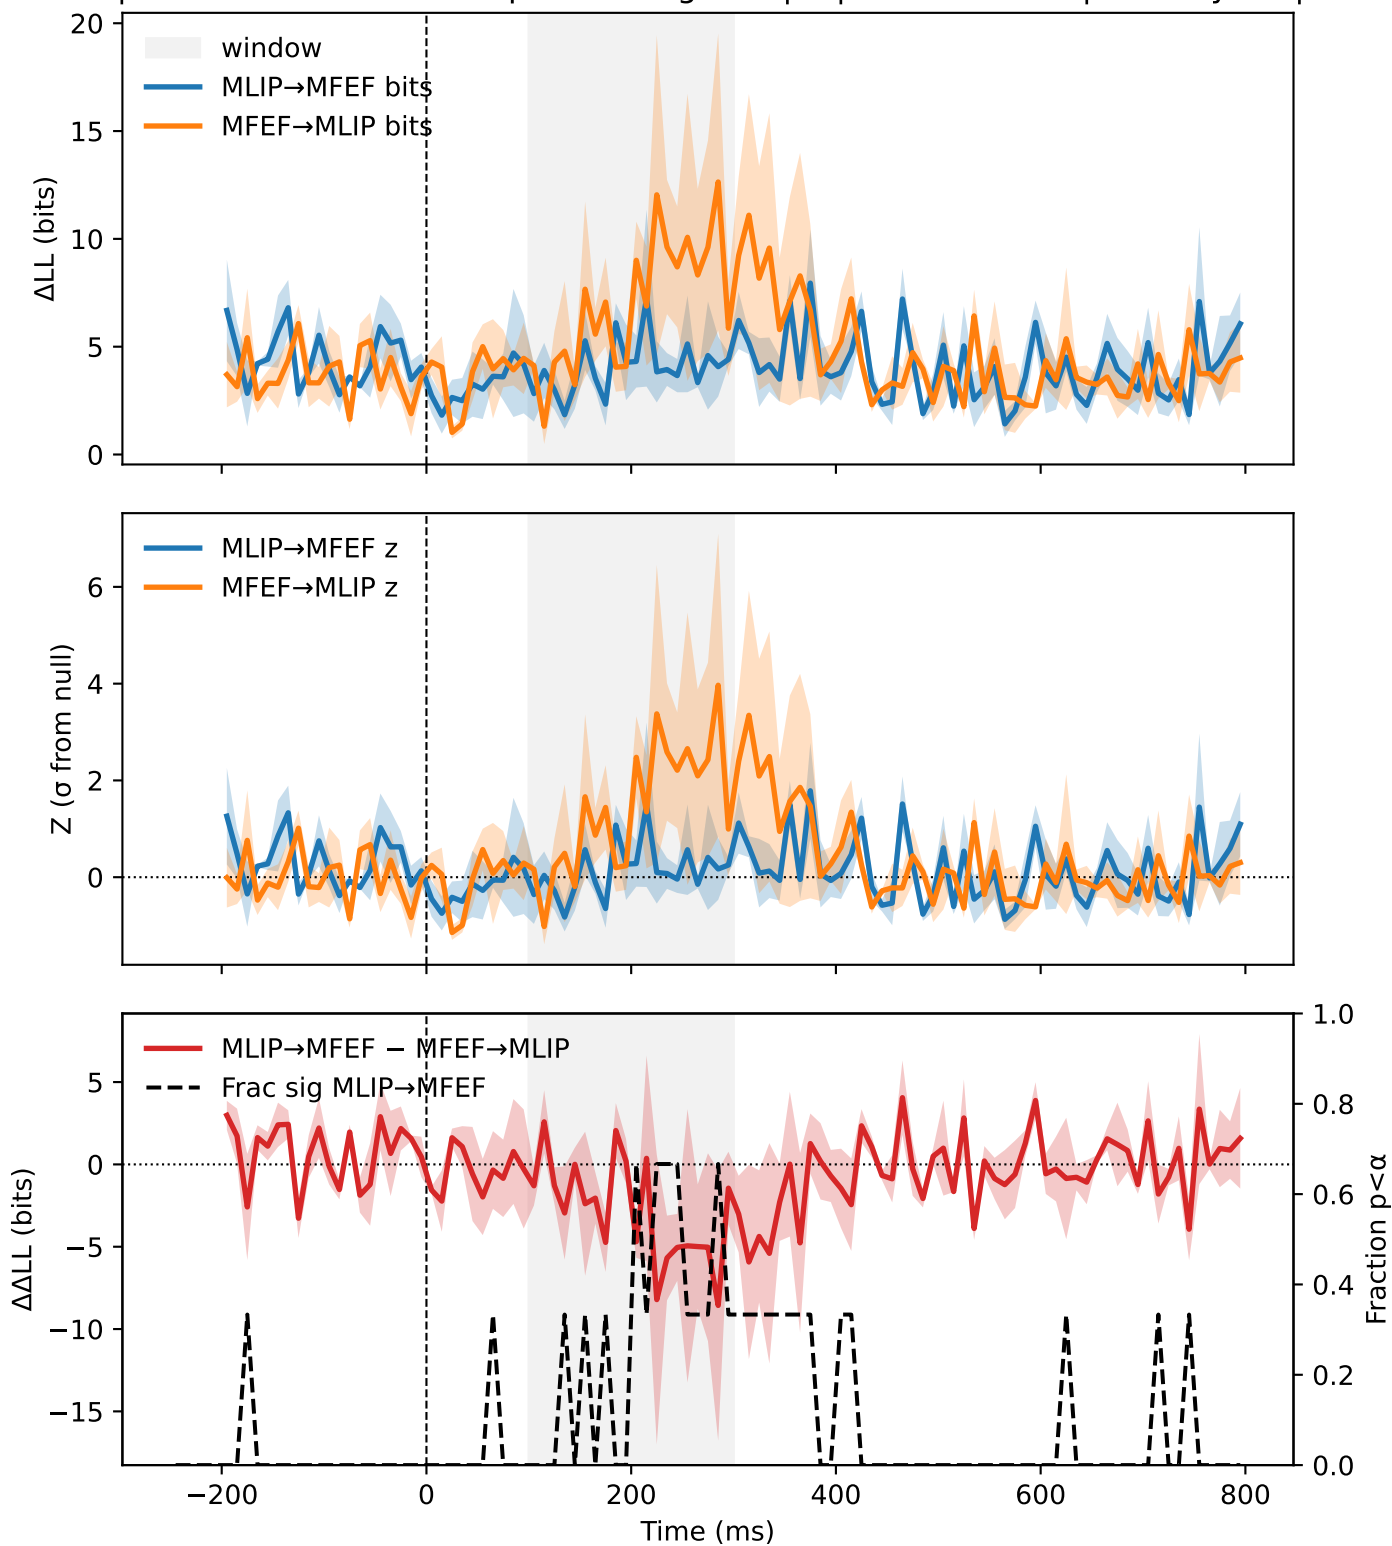 20
15
10
5
0
ΔLL (bits)
window
MLIP→MFEF bits
MFEF→MLIP bits
6
4
2
0
Z (σ from null)
MLIP→MFEF z
MFEF→MLIP z
5
0
−5
−10
−15
ΔΔLL (bits)
MLIP→MFEF − MFEF→MLIP
Frac sig MLIP→MFEF
1.0
0.8
0.6
0.4
0.2
0.0
Fraction p<α
−200 0 200 400 600 800
Time (ms)